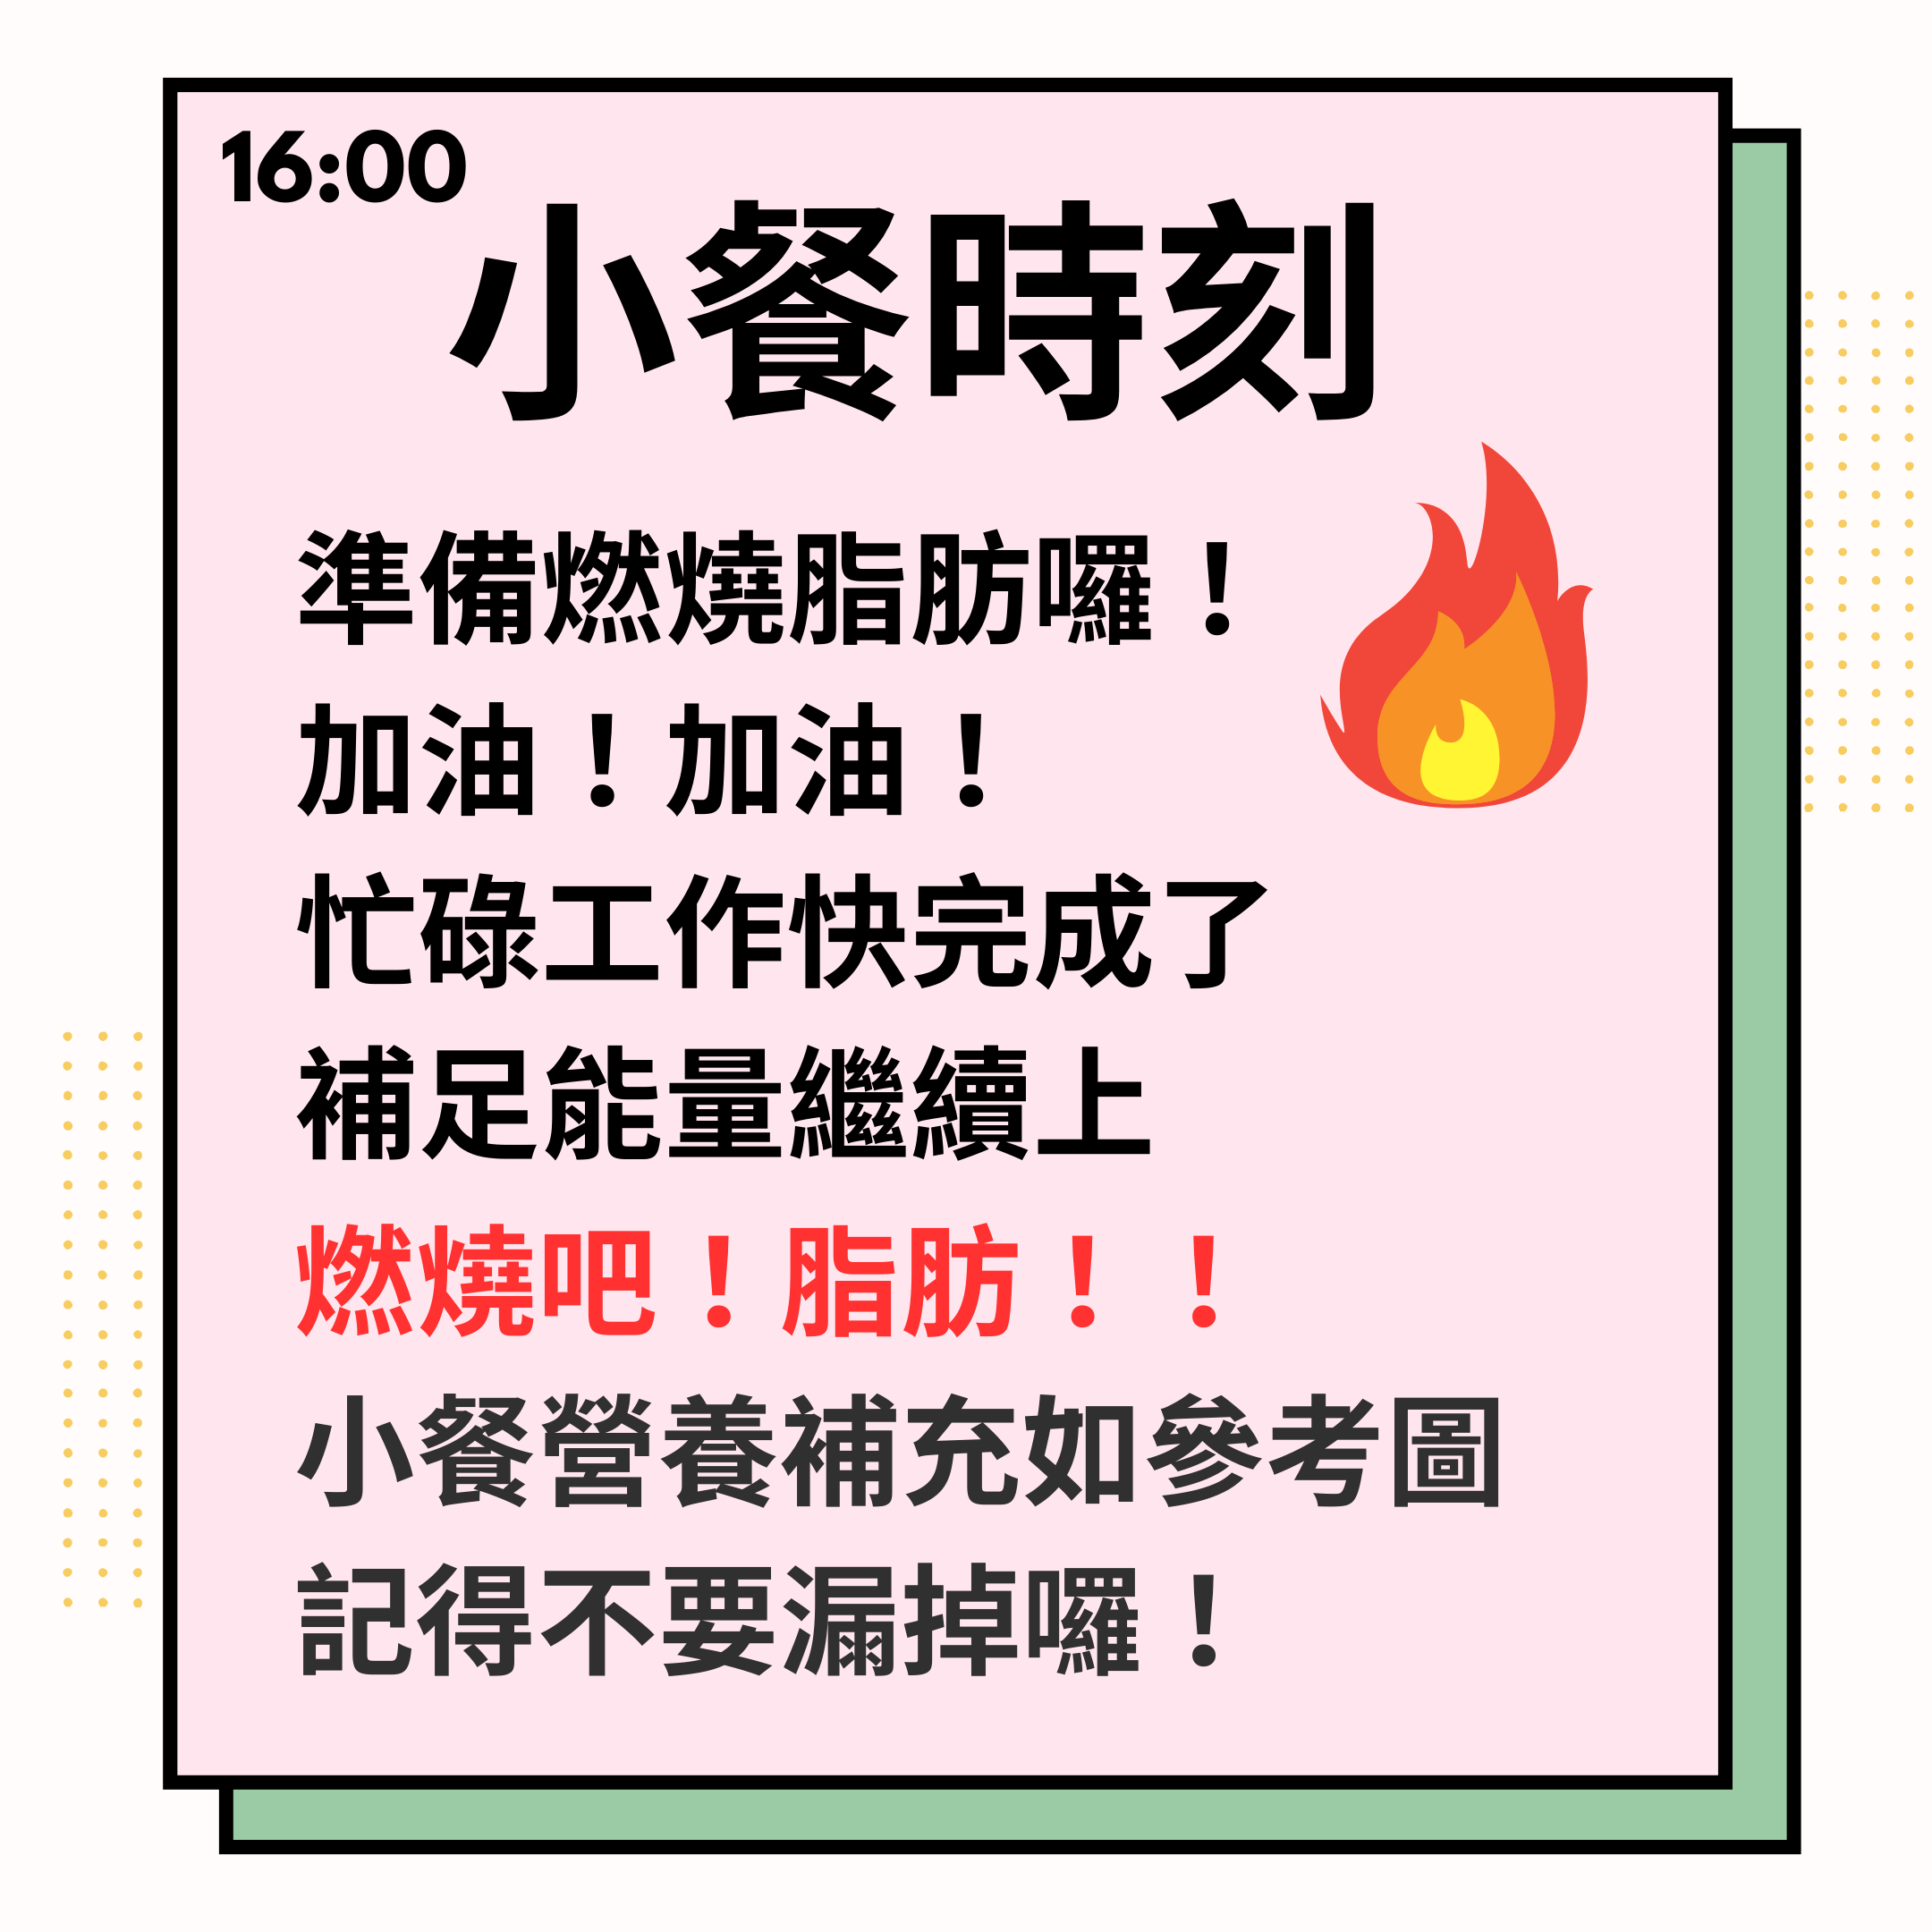 16:00
小餐時刻
準備燃燒脂肪囉！
加油！加油！
忙碌工作快完成了
補足能量繼續上
燃燒吧！脂肪！！
小餐營養補充如參考圖
記得不要漏掉囉！